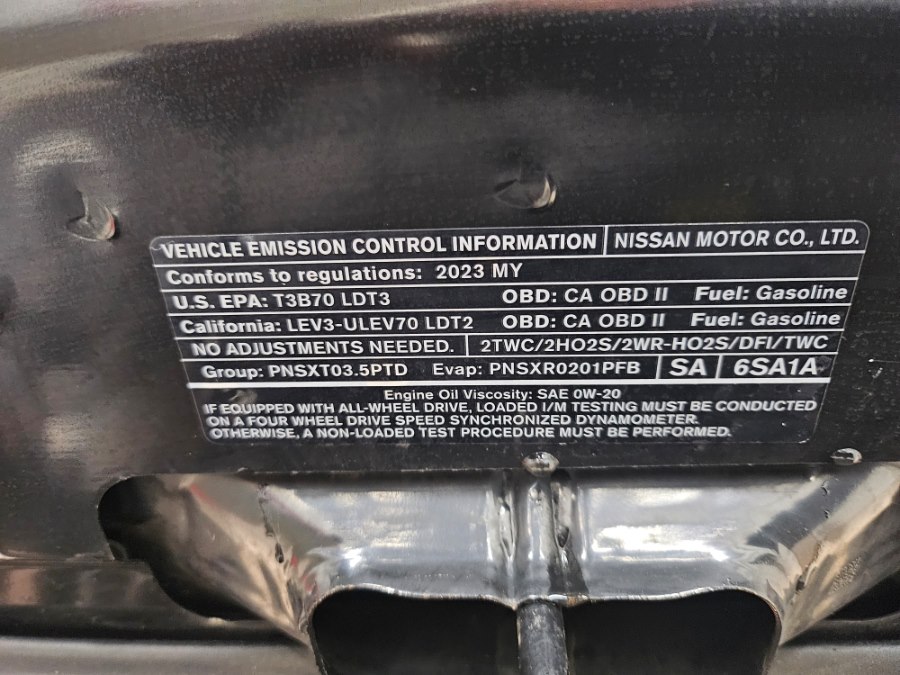 VEHICLE EMISSION CONTROL INFORMATION NISSAN MOTOR CO., LTD.
Conforms to regulations: 2023 MY
U.S. EPA: T3B70 LDT3 OBD: CA OBD II Fuel: Gasoline
California: LEV3-ULEV70 LDT2 OBD: CA OBD II Fuel: Gasoline
NO ADJUSTMENTS NEEDED. 2TWC/2HO2S/2WR-HO2S/DFI/TWC
Group: PNSXT03.5PTD Evap: PNSXR0201PFB SA 6SA1A
Engine Oil Viscosity: SAE 0W-20
IF EQUIPPED WITH ALL-WHEEL DRIVE, LOADED I/M TESTING MUST BE CONDUCTED
ON A FOUR WHEEL DRIVE SPEED SYNCHRONIZED DYNAMOMETER.
OTHERWISE, A NON-LOADED TEST PROCEDURE MUST BE PERFORMED.